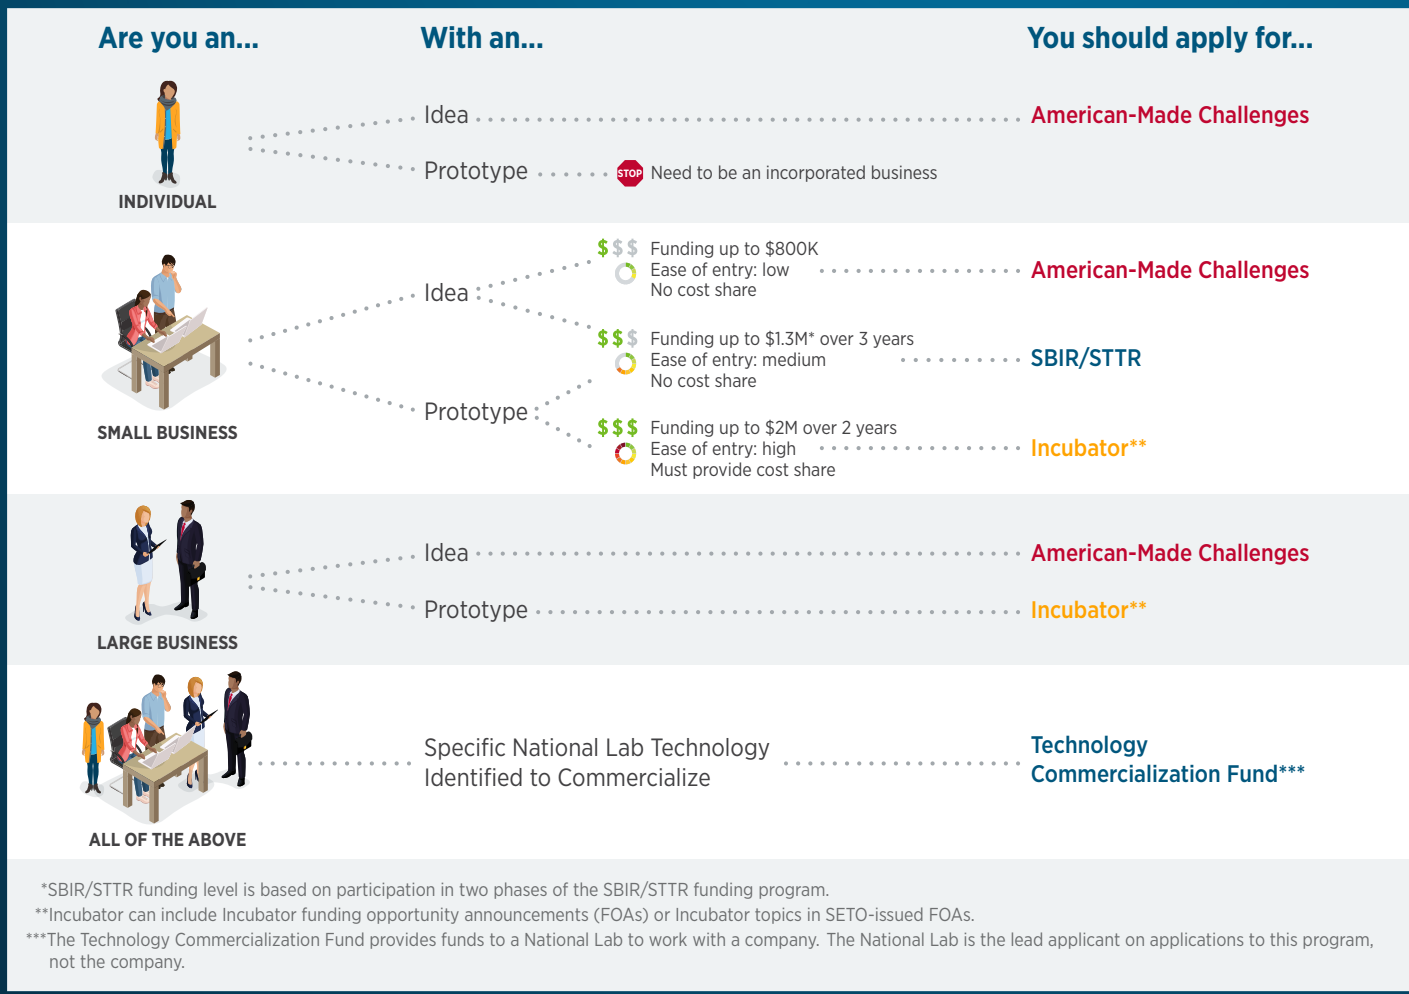 Are you an...
With an...
You should apply for...
INDIVIDUAL
Idea
American-Made Challenges
Prototype
STOP
Need to be an incorporated business
SMALL BUSINESS
Idea
$$$
Funding up to $800K
Ease of entry: low
No cost share
American-Made Challenges
$$$
Funding up to $1.3M* over 3 years
Ease of entry: medium
No cost share
SBIR/STTR
Prototype
$$$
Funding up to $2M over 2 years
Ease of entry: high
Must provide cost share
Incubator**
LARGE BUSINESS
Idea
American-Made Challenges
Prototype
Incubator**
ALL OF THE ABOVE
Specific National Lab Technology
Identified to Commercialize
Technology
Commercialization Fund***
*SBIR/STTR funding level is based on participation in two phases of the SBIR/STTR funding program.
**Incubator can include Incubator funding opportunity announcements (FOAs) or Incubator topics in SETO-issued FOAs.
***The Technology Commercialization Fund provides funds to a National Lab to work with a company. The National Lab is the lead applicant on applications to this program,
not the company.